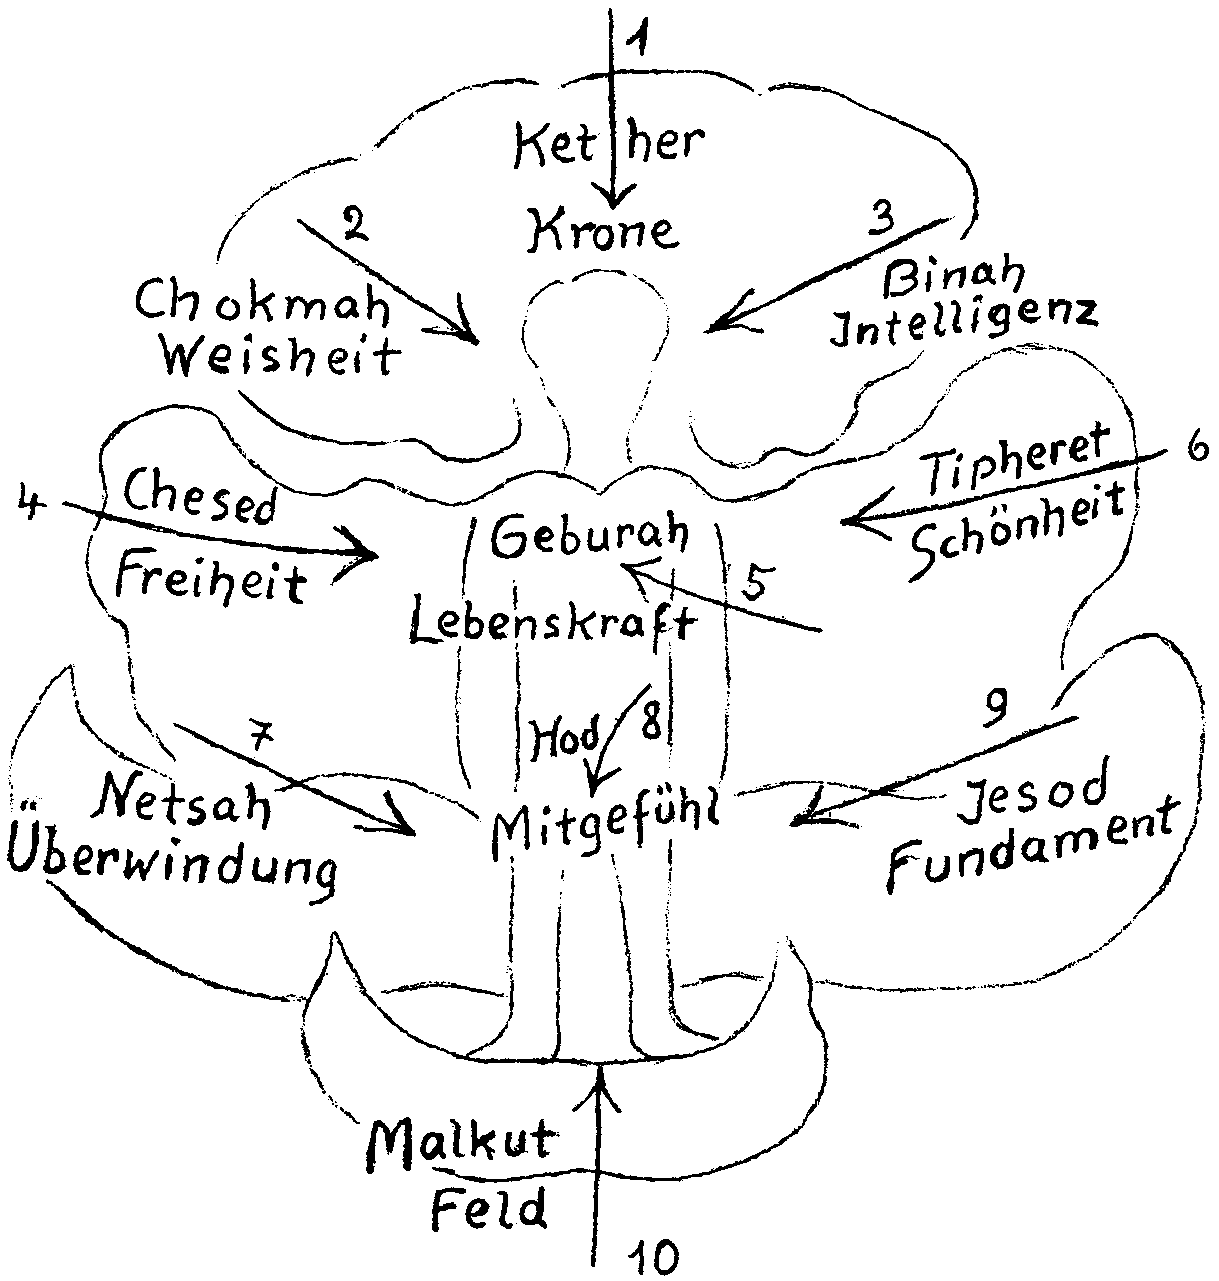 1
Kether
Krone
2
Chokmah
Weisheit
3
Binah
Intelligenz
4
Chesed
Freiheit
Geburah
Lebenskraft
5
6
Tipheret
Schönheit
7
Netsah
Überwindung
Hod
8
Mitgefühl
9
Jesod
Fundament
Malkut
Feld
10